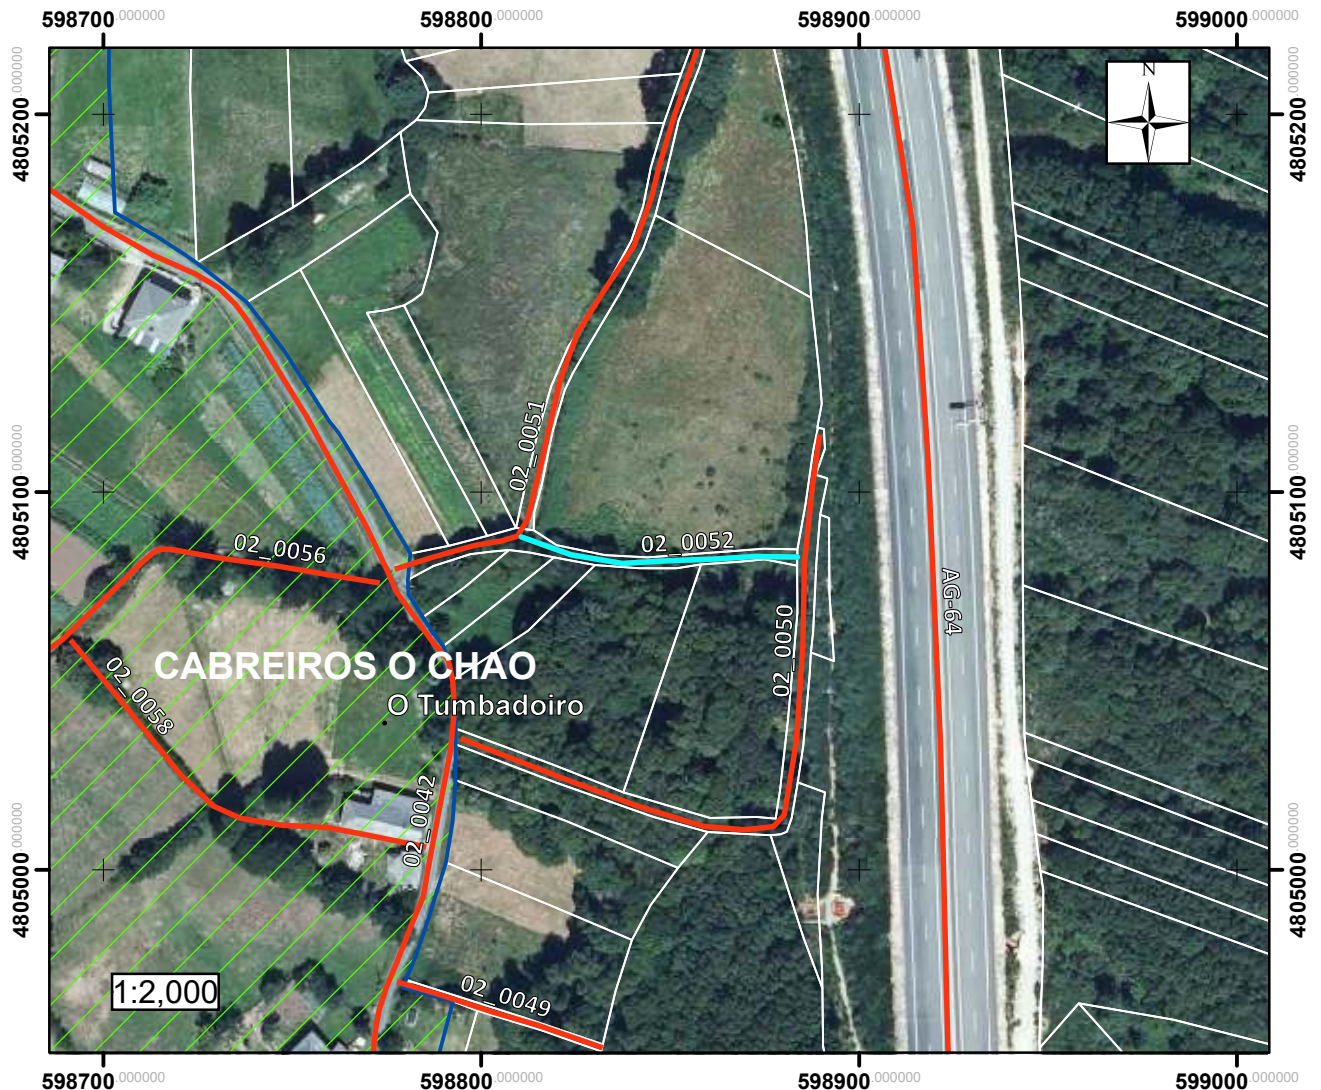 598700.000000 598800.000000 598900.000000 599000.000000
N
4805200.000000 4805200.000000
02_0051
4805100.000000 4805100.000000
02_0056
02_0052
AG-64
02_0050
CABREIROS O CHAO
02_0058
O Tumbadoiro
02_0042
4805000.000000 4805000.000000
02_0049
1:2,000
598700.000000 598800.000000 598900.000000 599000.000000